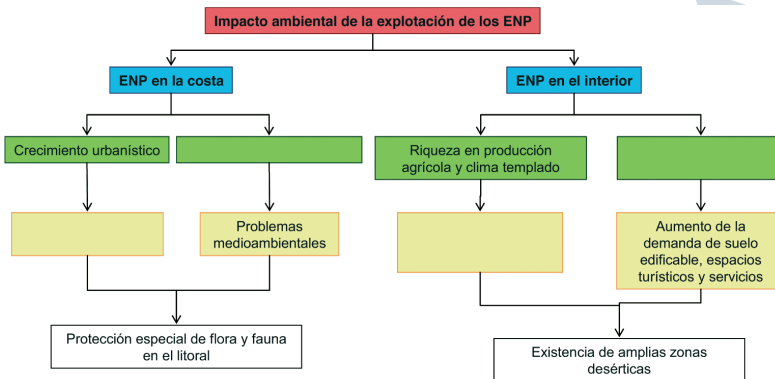 Impacto ambiental de la explotación de los ENP
ENP en la costa
ENP en el interior
Crecimiento urbanístico
Riqueza en producción
agrícola y clima templado
Problemas
medioambientales
Aumento de la
demanda de suelo
edificable, espacios
turísticos y servicios
Protección especial de flora y fauna
en el litoral
Existencia de amplias zonas
desérticas